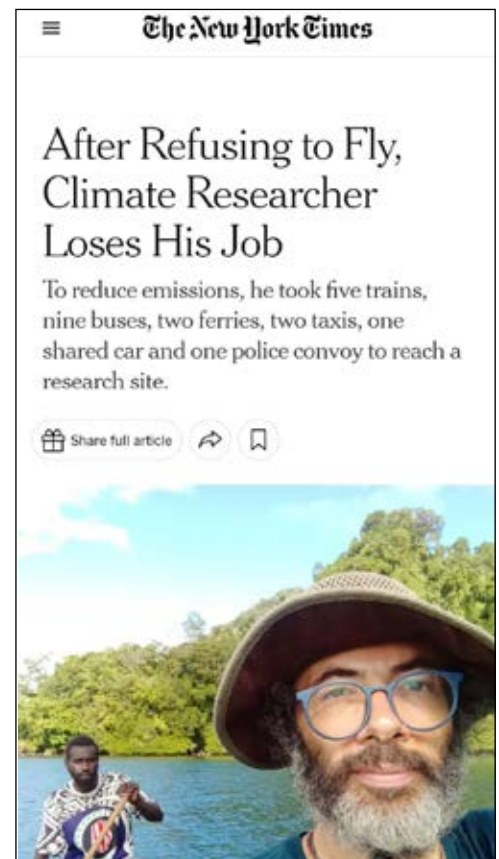 The New York Times
After Refusing to Fly,
Climate Researcher
Loses His Job
To reduce emissions, he took five trains,
nine buses, two ferries, two taxis, one
shared car and one police convoy to reach a
research site.
Share full article